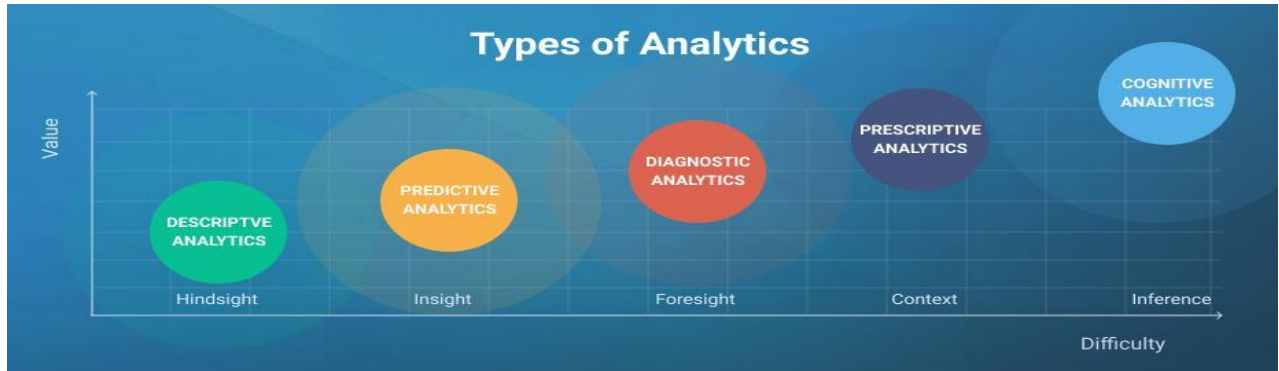 Types of Analytics
Value
COGNITIVE
ANALYTICS
PRESCRIPTIVE
ANALYTICS
DIAGNOSTIC
ANALYTICS
PREDICTIVE
ANALYTICS
DESCRIPTVE
ANALYTICS
Hindsight
Insight
Foresight
Context
Inference
Difficulty